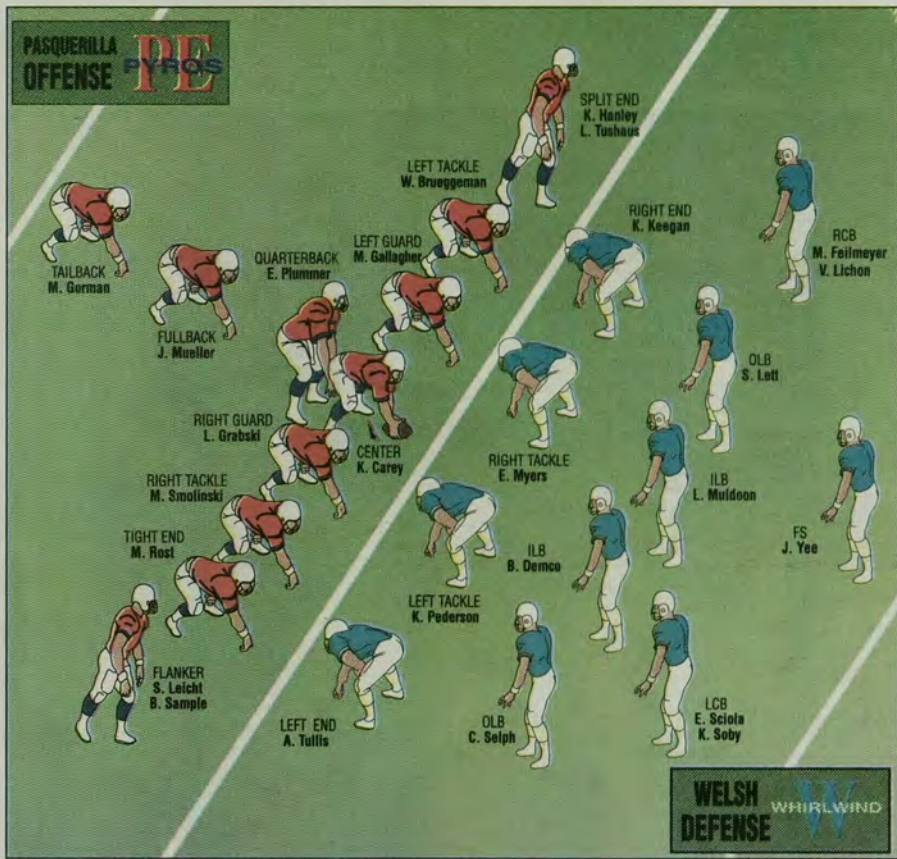 PASQUERILLA
OFFENSE
PE
PYROS
SPLIT END
K. Hanley
L. Tushaus
LEFT TACKLE
W. Brueggeman
RIGHT END
K. Keegan
RCB
M. Feilmeyer
V. Lichon
TAILBACK
M. Gorman
FULLBACK
J. Mueller
QUARTERBACK
E. Plummer
LEFT GUARD
M. Gallagher
OLB
S. Lett
RIGHT GUARD
L. Grabski
CENTER
K. Carey
RIGHT TACKLE
E. Myers
ILB
L. Muldoon
RIGHT TACKLE
M. Smolinski
FS
J. Yee
TIGHT END
M. Rost
ILB
B. Demco
LEFT TACKLE
K. Pederson
FLANKER
S. Leicht
B. Sample
LEFT END
A. Tullis
OLB
C. Selph
LCB
E. Sciola
K. Soby
WELSH
DEFENSE
W
WHIRLWIND